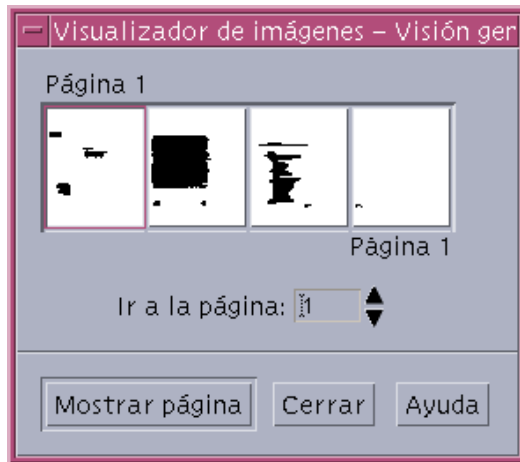 Visualizador de imágenes – Visión ger
Página 1
Página 1
Ir a la página: 1
Mostrar página Cerrar Ayuda